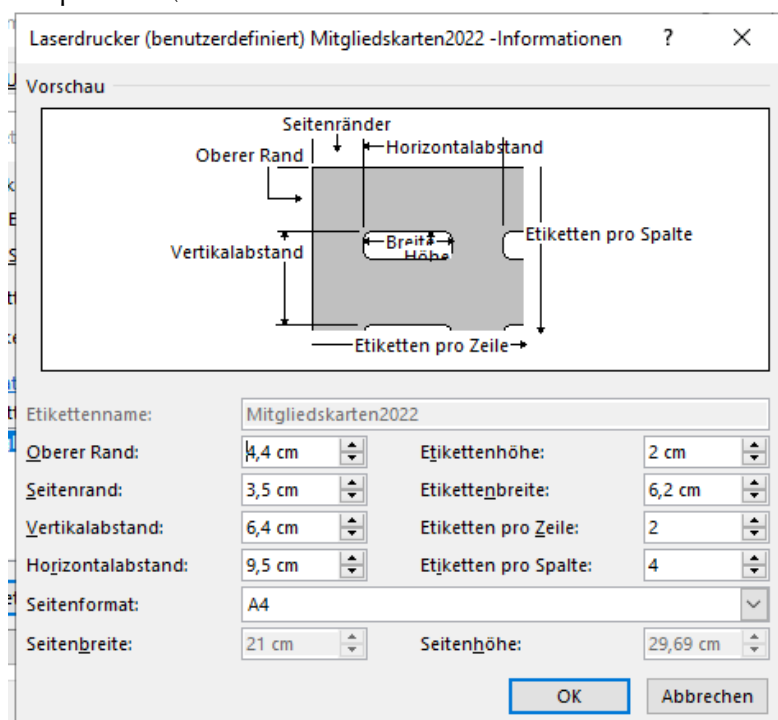 Laserdrucker (benutzerdefiniert) Mitgliedskarten2022 -Informationen ? ×
Vorschau
Seitenränder
Oberer Rand
Horizontalabstand
Etiketten pro Spalte
Vertikalabstand
Breite
Höhe
Etiketten pro Zeile
Etikettenname: Mitgliedskarten2022
Oberer Rand: 4,4 cm Etikettenhöhe: 2 cm
Seitenrand: 3,5 cm Etikettenbreite: 6,2 cm
Vertikalabstand: 6,4 cm Etiketten pro Zeile: 2
Horizontalabstand: 9,5 cm Etiketten pro Spalte: 4
Seitenformat: A4
Seitenbreite: 21 cm Seitenhöhe: 29,69 cm
OK Abbrechen